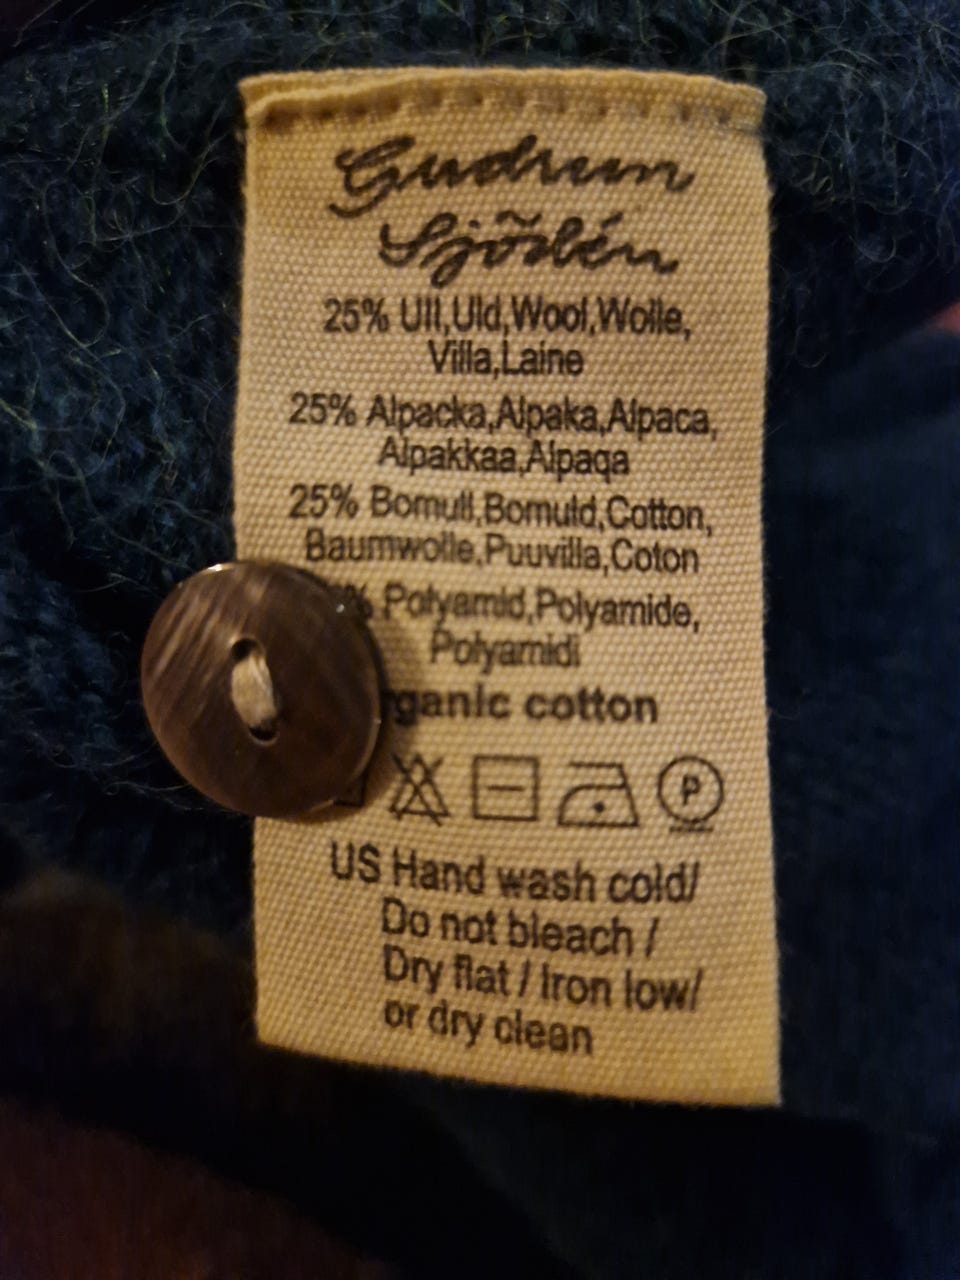 Gudrun
Sjödén
25% Ull,Uld,Wool,Wolle,
Villa,Laine
25% Alpacka,Alpaka,Alpaca,
Alpakkaa,Alpaqa
25% Bomull,Bomuld,Cotton,
Baumwolle,Puuvilla,Coton
% Polyamid,Polyamide,
Polyamidi
ganic cotton
P
US Hand wash cold/
Do not bleach /
Dry flat / Iron low/
or dry clean